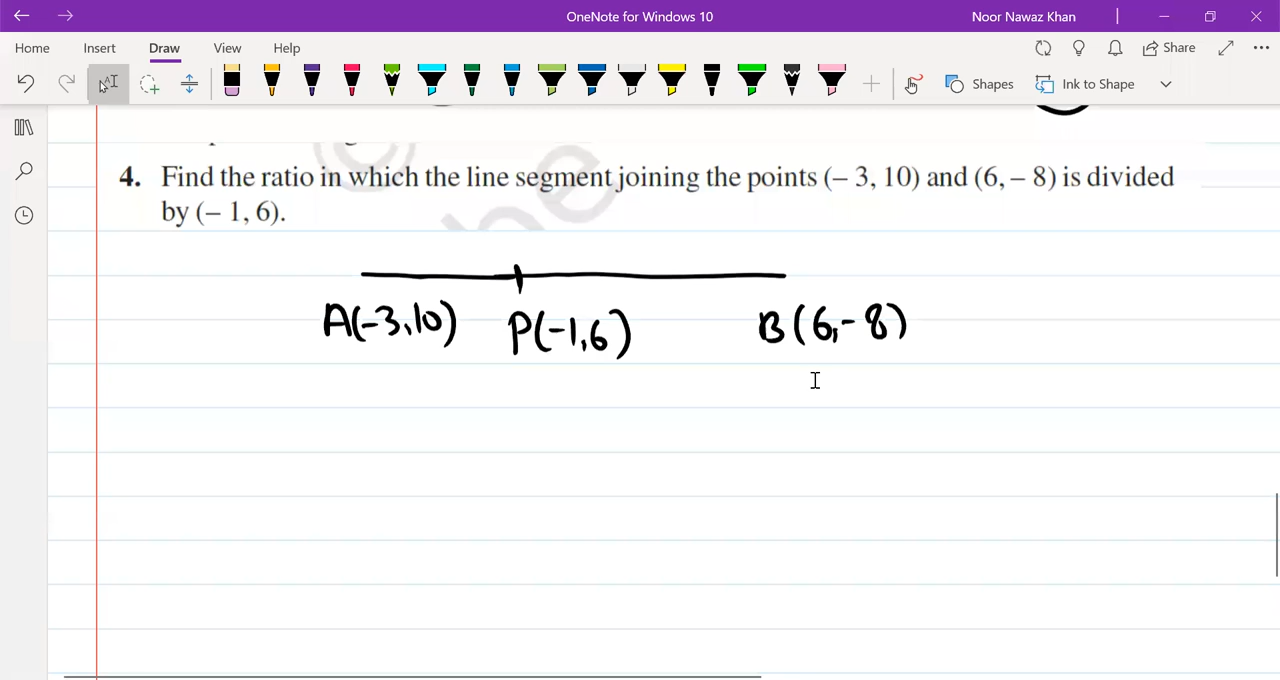 OneNote for Windows 10
Noor Nawaz Khan
Home Insert Draw View Help
Share
Shapes
Ink to Shape
4. Find the ratio in which the line segment joining the points (– 3, 10) and (6, – 8) is divided
by (– 1, 6).
A(-3,10) P(-1,6) B(6,-8)